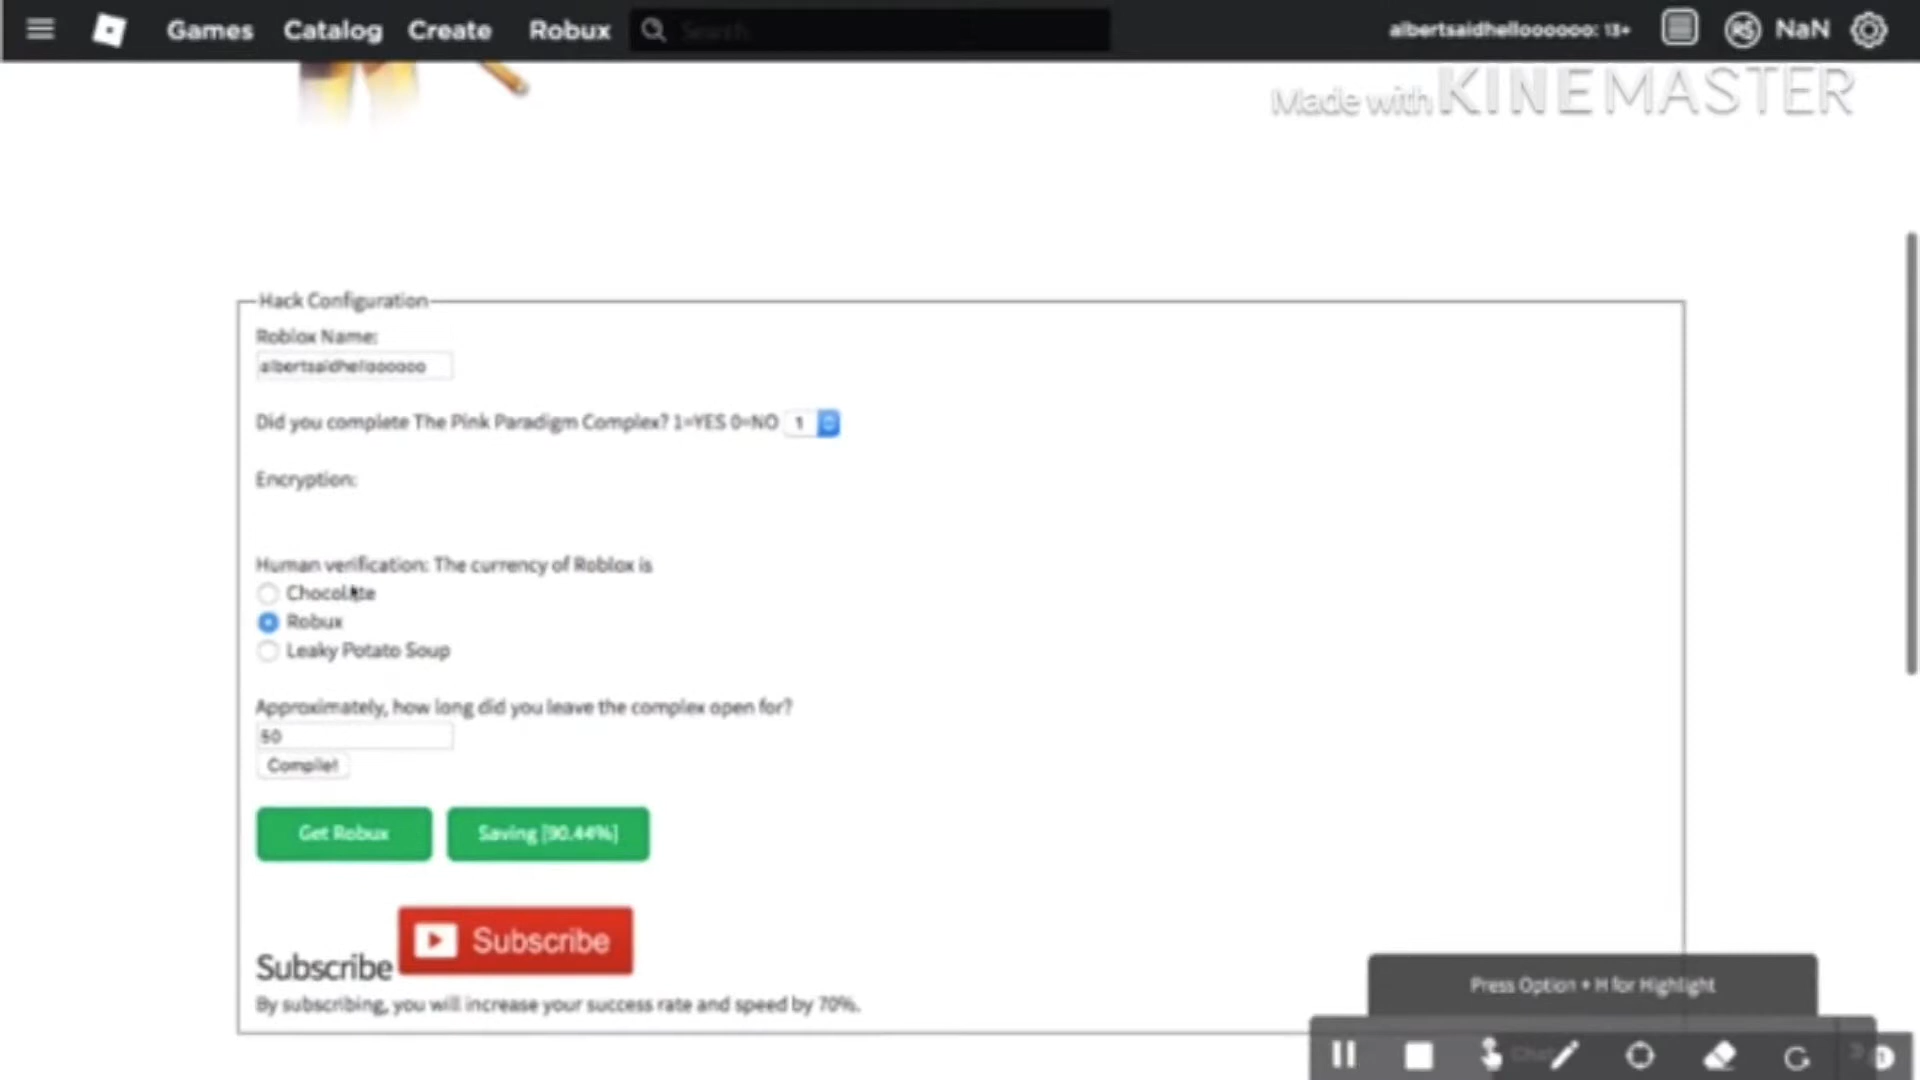 Games Catalog Create Robux Search albertsaidhelloooooo: 13+ NaN
Made with KINEMASTER
Hack Configuration
Roblox Name:
albertsaidhelloooooo
Did you complete The Pink Paradigm Complex? 1=YES 0=NO 1
Encryption:
Human verification: The currency of Roblox is
Chocolate
Robux
Leaky Potato Soup
Approximately, how long did you leave the complex open for?
50
Compile!
Get Robux Saving [90.44%]
Subscribe Subscribe
By subscribing, you will increase your success rate and speed by 70%.
Press Option + H for Highlight
1